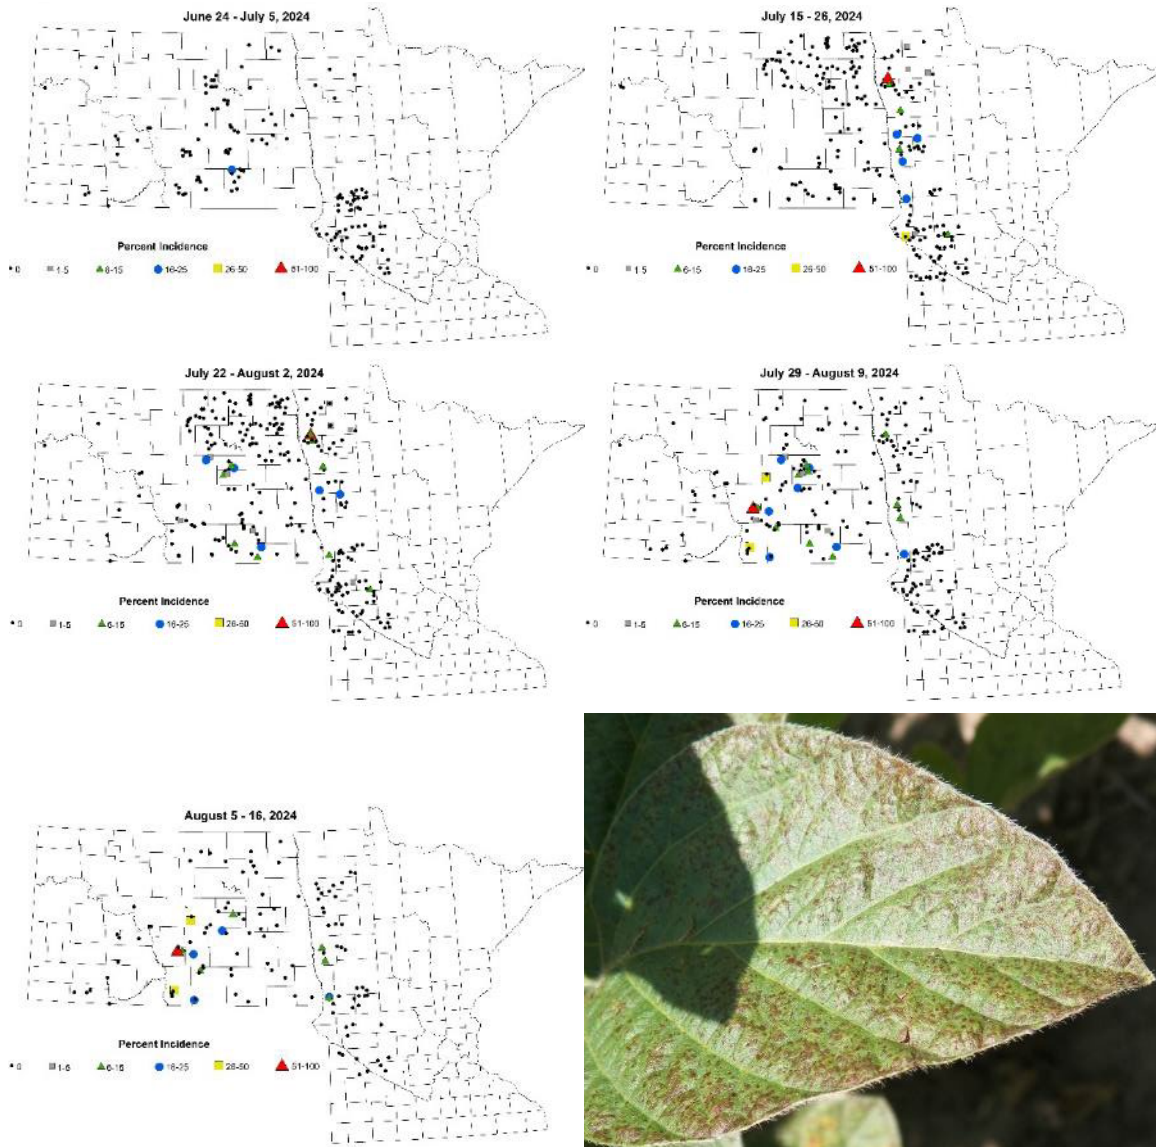 June 24 - July 5, 2024
Percent Incidence
0 1-5 6-15 16-25 26-50 51-100
July 15 - 26, 2024
Percent Incidence
0 1-5 6-15 16-25 26-50 51-100
July 22 - August 2, 2024
Percent Incidence
0 1-5 6-15 16-25 26-50 51-100
July 29 - August 9, 2024
Percent Incidence
0 1-5 6-15 16-25 26-50 51-100
August 5 - 16, 2024
Percent Incidence
0 1-5 6-15 16-25 26-50 51-100